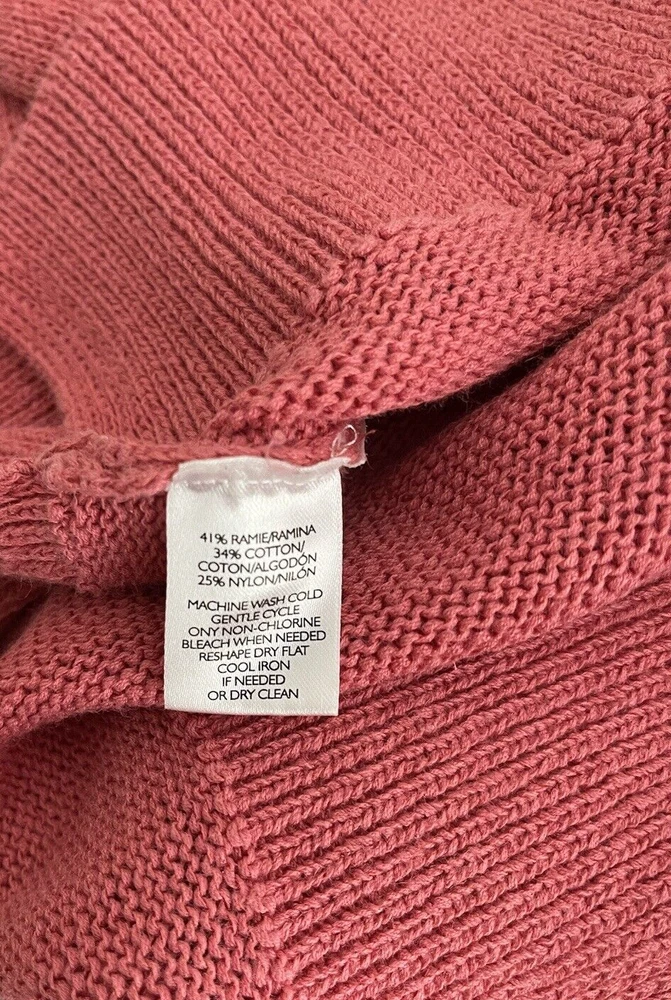 41% RAMIE/RAMINA
34% COTTON/
COTON/ALGODÓN
25% NYLON/NILÓN
MACHINE WASH COLD
GENTLE CYCLE
ONY NON-CHLORINE
BLEACH WHEN NEEDED
RESHAPE DRY FLAT
COOL IRON
IF NEEDED
OR DRY CLEAN